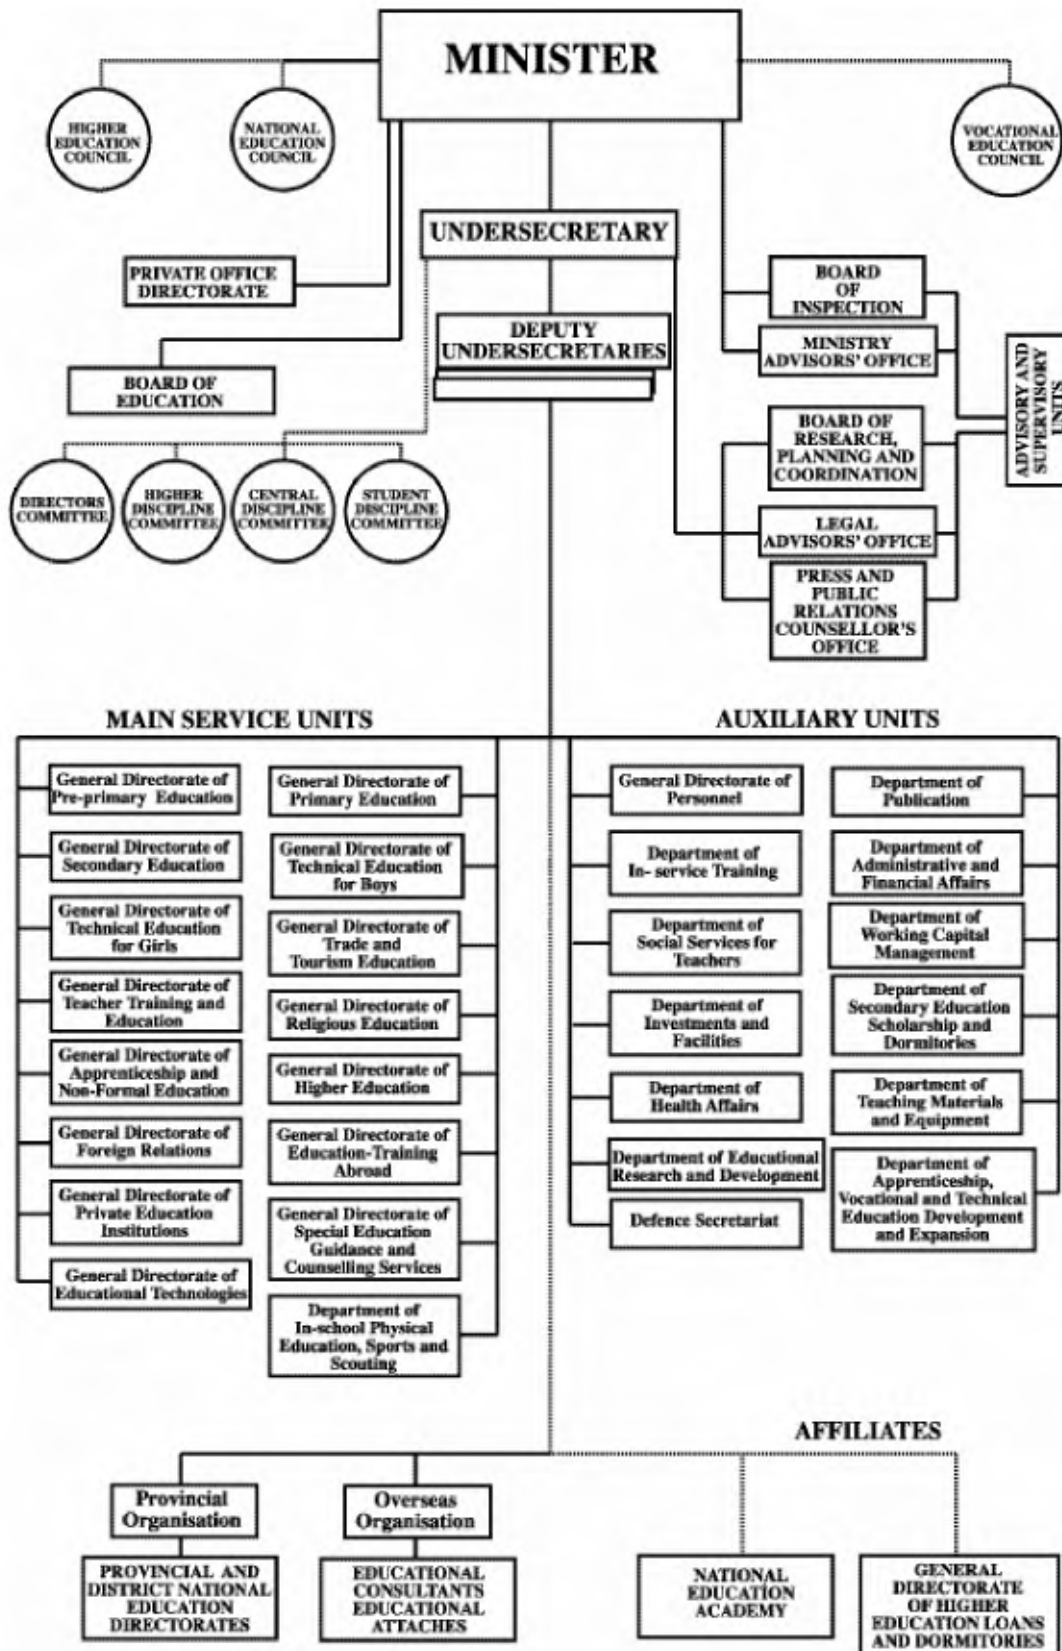 MINISTER
HIGHER
EDUCATION
COUNCIL
NATIONAL
EDUCATION
COUNCIL
VOCATIONAL
EDUCATION
COUNCIL
UNDERSECRETARY
PRIVATE OFFICE
DIRECTORATE
BOARD
OF
INSPECTION
DEPUTY
UNDERSECRETARIES
MINISTRY
ADVISORS' OFFICE
ADVISORY AND
SUPERVISORY
UNITS
BOARD OF
EDUCATION
BOARD OF
RESEARCH,
PLANNING AND
COORDINATION
DIRECTORS
COMMITTEE
HIGHER
DISCIPLINE
COMMITTEE
CENTRAL
DISCIPLINE
COMMITTEE
STUDENT
DISCIPLINE
COMMITTEE
LEGAL
ADVISORS' OFFICE
PRESS AND
PUBLIC
RELATIONS
COUNSELLOR'S
OFFICE
MAIN SERVICE UNITS
General Directorate of
Pre-primary Education
General Directorate of
Secondary Education
General Directorate of
Technical Education
for Girls
General Directorate of
Teacher Training and
Education
General Directorate of
Apprenticeship and
Non-Formal Education
General Directorate of
Foreign Relations
General Directorate of
Private Education
Institutions
General Directorate of
Educational Technologies
General Directorate of
Primary Education
General Directorate of
Technical Education
for Boys
General Directorate of
Trade and
Tourism Education
General Directorate of
Religious Education
General Directorate of
Higher Education
General Directorate of
Education-Training
Abroad
General Directorate of
Special Education
Guidance and
Counselling Services
Department of
In-school Physical
Education, Sports and
Scouting
AUXILIARY UNITS
General Directorate of
Personnel
Department of
In- service Training
Department of
Social Services for
Teachers
Department of
Investments and
Facilities
Department of
Health Affairs
Department of Educational
Research and Development
Defence Secretariat
Department of
Publication
Department of
Administrative and
Financial Affairs
Department of
Working Capital
Management
Department of
Secondary Education
Scholarship and
Dormitories
Department of
Teaching Materials
and Equipment
Department of
Apprenticeship,
Vocational and Technical
Education Development
and Expansion
AFFILIATES
Provincial
Organisation
Overseas
Organisation
PROVINCIAL AND
DISTRICT NATIONAL
EDUCATION
DIRECTORATES
EDUCATIONAL
CONSULTANTS
EDUCATIONAL
ATTACHES
NATIONAL
EDUCATION
ACADEMY
GENERAL
DIRECTORATE
OF HIGHER
EDUCATION LOANS
AND DORMITORIES